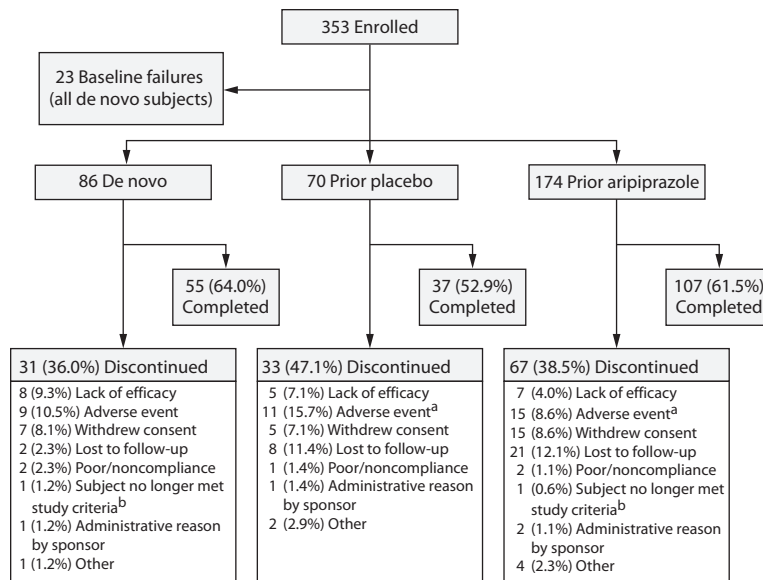 353 Enrolled
23 Baseline failures
(all de novo subjects)
86 De novo
70 Prior placebo
174 Prior aripiprazole
55 (64.0%)
Completed
37 (52.9%)
Completed
107 (61.5%)
Completed
31 (36.0%) Discontinued
8 (9.3%) Lack of efficacy
9 (10.5%) Adverse event
7 (8.1%) Withdrew consent
2 (2.3%) Lost to follow-up
2 (2.3%) Poor/noncompliance
1 (1.2%) Subject no longer met
study criteriab
1 (1.2%) Administrative reason
by sponsor
1 (1.2%) Other
33 (47.1%) Discontinued
5 (7.1%) Lack of efficacy
11 (15.7%) Adverse eventa
5 (7.1%) Withdrew consent
8 (11.4%) Lost to follow-up
1 (1.4%) Poor/noncompliance
1 (1.4%) Administrative reason
by sponsor
2 (2.9%) Other
67 (38.5%) Discontinued
7 (4.0%) Lack of efficacy
15 (8.6%) Adverse eventa
15 (8.6%) Withdrew consent
21 (12.1%) Lost to follow-up
2 (1.1%) Poor/noncompliance
1 (0.6%) Subject no longer met
study criteriab
2 (1.1%) Administrative reason
by sponsor
4 (2.3%) Other